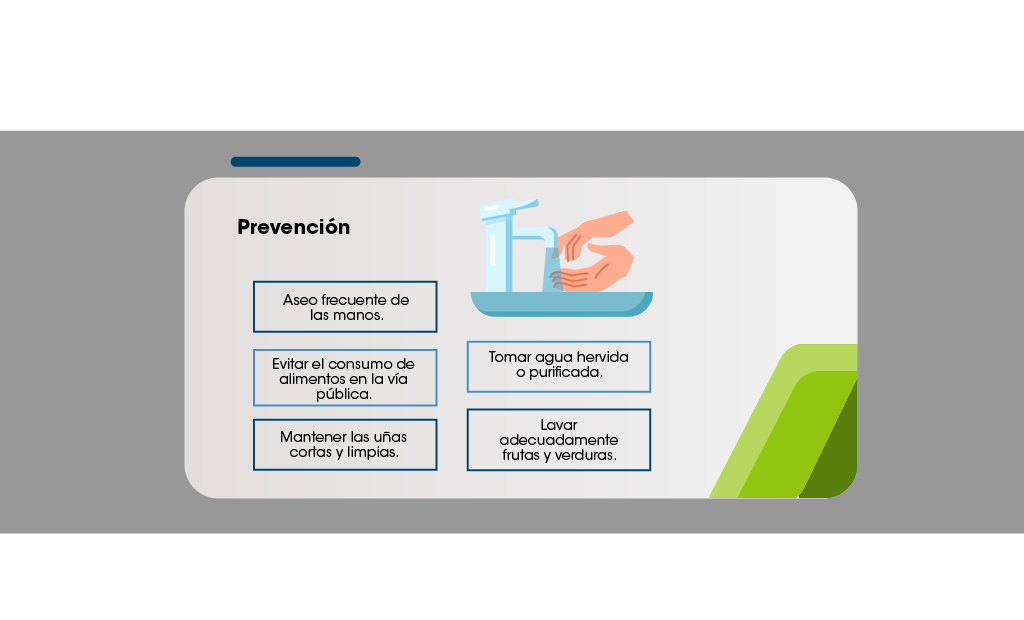 Prevención
Aseo frecuente de
las manos.
Evitar el consumo de
alimentos en la vía
pública.
Mantener las uñas
cortas y limpias.
Tomar agua hervida
o purificada.
Lavar
adecuadamente
frutas y verduras.